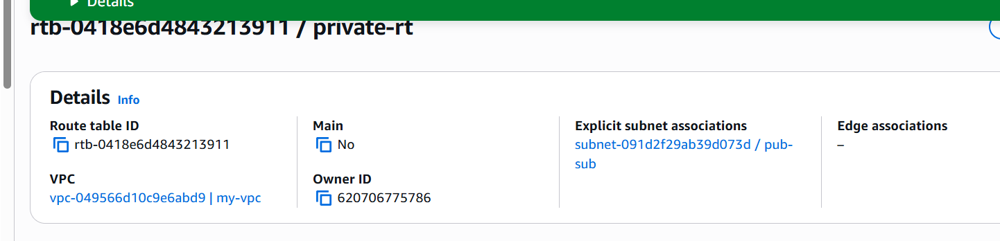 Details
rtb-0418e6d4843213911 / private-rt
Details Info
Route table ID
rtb-0418e6d4843213911
VPC
vpc-049566d10c9e6abd9 | my-vpc
Main
No
Owner ID
620706775786
Explicit subnet associations
subnet-091d2f29ab39d073d / pub-
sub
Edge associations
–